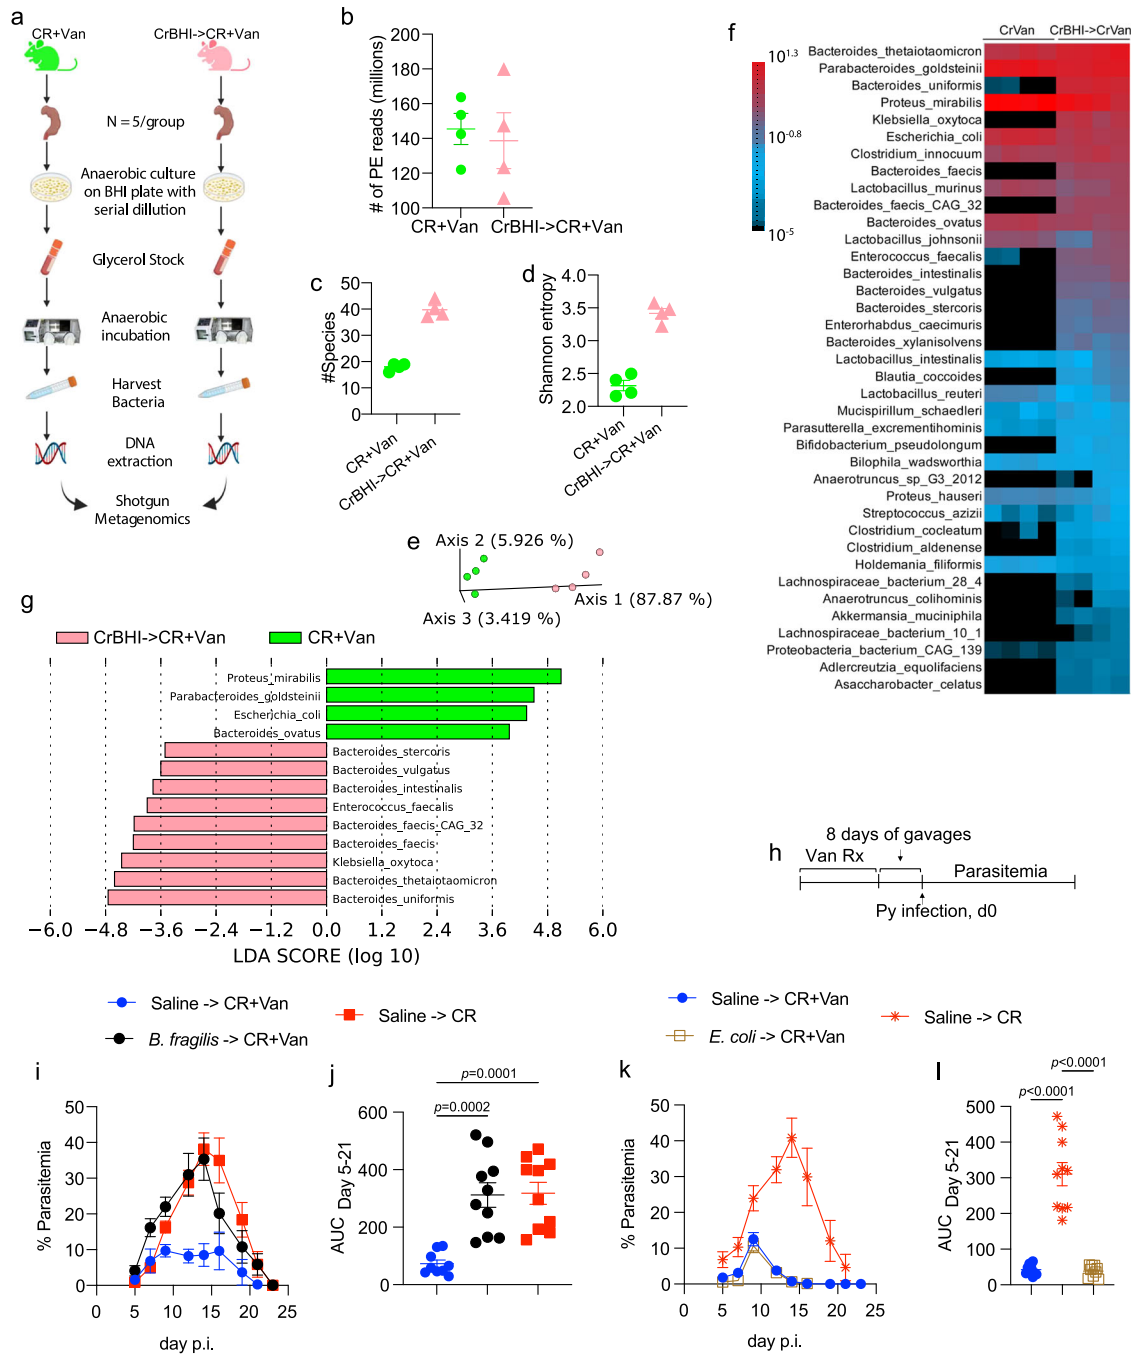 a
CR+Van
CrBHI->CR+Van
N = 5/group
Anaerobic culture
on BHI plate with
serial dilution
Glycerol Stock
Anaerobic
incubation
Harvest
Bacteria
DNA
extraction
Shotgun
Metagenomics
b
# of PE reads (millions)
200
180
160
140
120
100
CR+Van
CrBHI->CR+Van
c
#Species
50
40
30
20
10
0
CR+Van
CrBHI->CR+Van
d
Shannon entropy
4.0
3.5
3.0
2.5
2.0
CR+Van
CrBHI->CR+Van
e
Axis 2 (5.926 %)
Axis 1 (87.87 %)
Axis 3 (3.419 %)
f
CrVan
CrBHI->CrVan
10^1.3
10^-0.8
10^-5
Bacteroides_thetaiotaomicron
Parabacteroides_goldsteinii
Bacteroides_uniformis
Proteus_mirabilis
Klebsiella_oxytoca
Escherichia_coli
Clostridium_innocuum
Bacteroides_faecis
Lactobacillus_murinus
Bacteroides_faecis_CAG_32
Bacteroides_ovatus
Lactobacillus_johnsonii
Enterococcus_faecalis
Bacteroides_intestinalis
Bacteroides_vulgatus
Bacteroides_stercoris
Enterorhabdus_caecimuris
Bacteroides_xylanisolvens
Lactobacillus_intestinalis
Blautia_coccoides
Lactobacillus_reuteri
Mucispirillum_schaedleri
Parasutterella_excrementihominis
Bifidobacterium_pseudolongum
Bilophila_wadsworthia
Anaerotruncus_sp_G3_2012
Proteus_hauseri
Streptococcus_azizii
Clostridium_cocleatum
Clostridium_aldenense
Holdemania_filiformis
Lachnospiraceae_bacterium_28_4
Anaerotruncus_colihominis
Akkermansia_muciniphila
Lachnospiraceae_bacterium_10_1
Proteobacteria_bacterium_CAG_139
Adlercreutzia_equolifaciens
Asaccharobacter_celatus
g
CrBHI->CR+Van
CR+Van
Proteus_mirabilis
Parabacteroides_goldsteinii
Escherichia_coli
Bacteroides_ovatus
Bacteroides_stercoris
Bacteroides_vulgatus
Bacteroides_intestinalis
Enterococcus_faecalis
Bacteroides_faecis_CAG_32
Bacteroides_faecis
Klebsiella_oxytoca
Bacteroides_thetaiotaomicron
Bacteroides_uniformis
−6.0 −4.8 −3.6 −2.4 −1.2 0.0 1.2 2.4 3.6 4.8 6.0
LDA SCORE (log 10)
h
8 days of gavages
Van Rx
Parasitemia
Py infection, d0
Saline -> CR+Van
Saline -> CR
B. fragilis -> CR+Van
i
% Parasitemia
50
40
30
20
10
0
0 5 10 15 20 25
day p.i.
j
p=0.0001
p=0.0002
AUC Day 5-21
600
400
200
0
Saline -> CR+Van
Saline -> CR
E. coli -> CR+Van
k
% Parasitemia
50
40
30
20
10
0
0 5 10 15 20 25
day p.i.
l
p<0.0001
p<0.0001
AUC Day 5-21
500
400
300
200
100
0